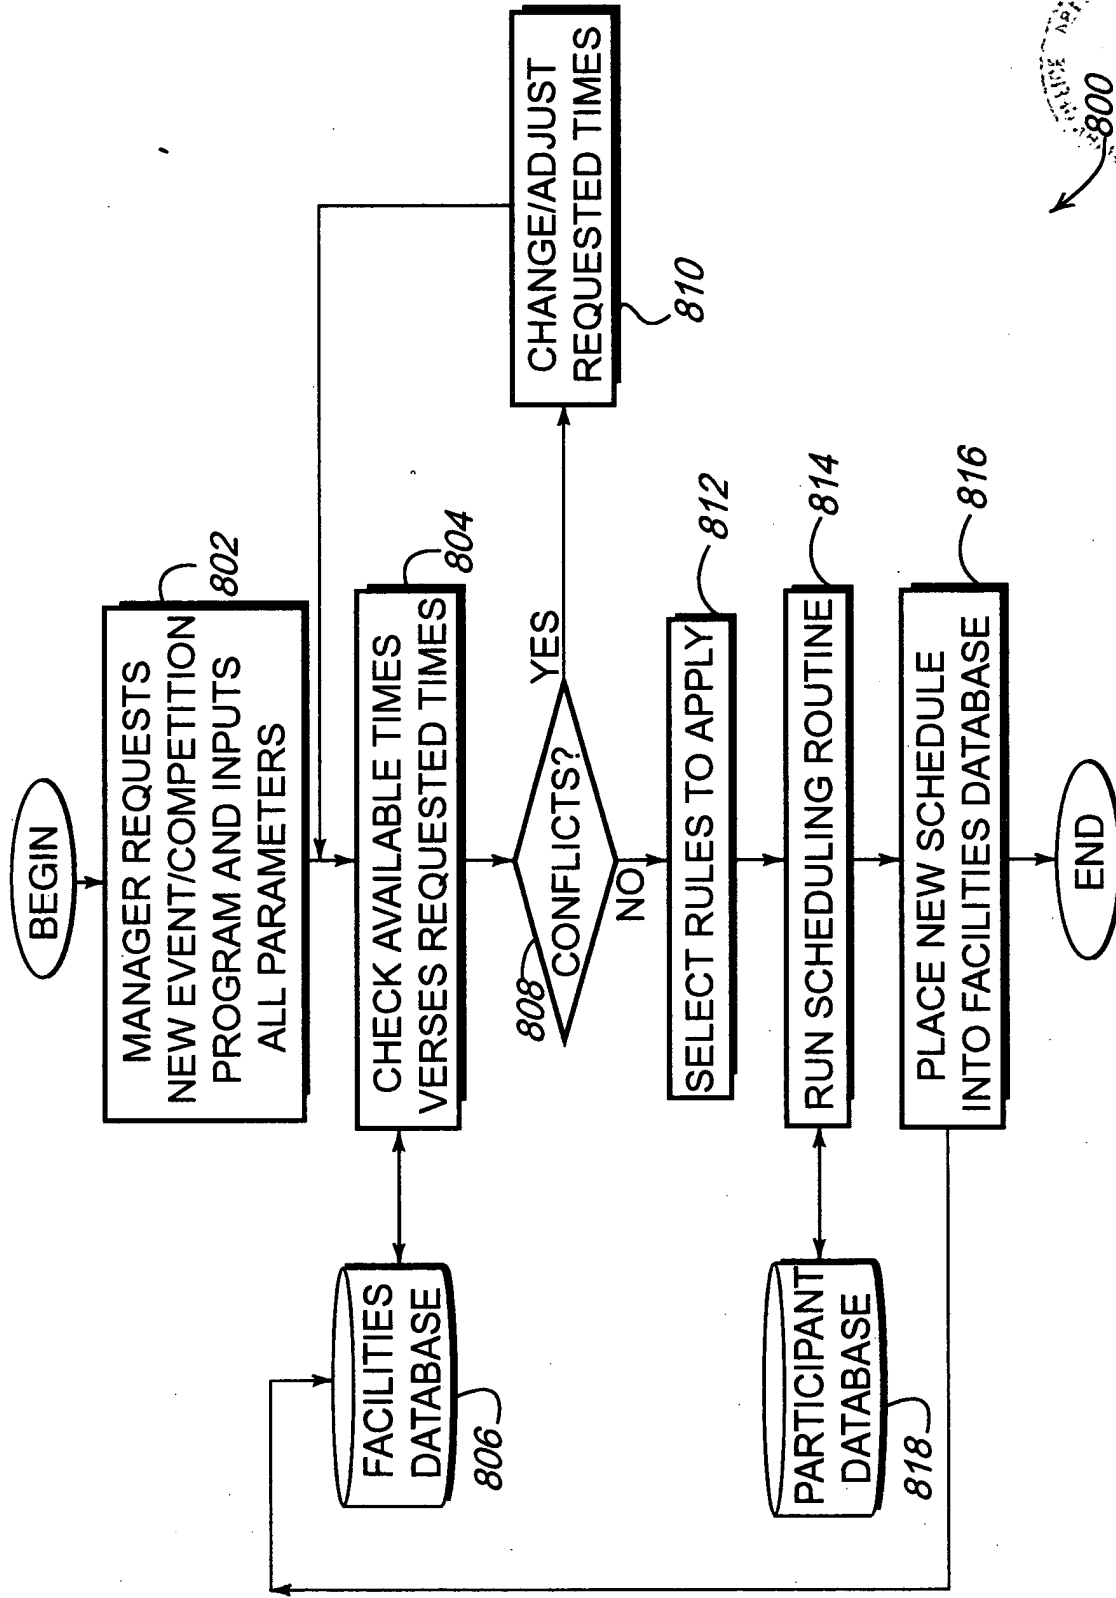 BEGIN
MANAGER REQUESTS
NEW EVENT/COMPETITION
PROGRAM AND INPUTS
ALL PARAMETERS
802
CHECK AVAILABLE TIMES
VERSES REQUESTED TIMES
804
FACILITIES
DATABASE
806
CONFLICTS?
808
YES
NO
CHANGE/ADJUST
REQUESTED TIMES
810
SELECT RULES TO APPLY
812
RUN SCHEDULING ROUTINE
814
PARTICIPANT
DATABASE
818
PLACE NEW SCHEDULE
INTO FACILITIES DATABASE
816
END
800